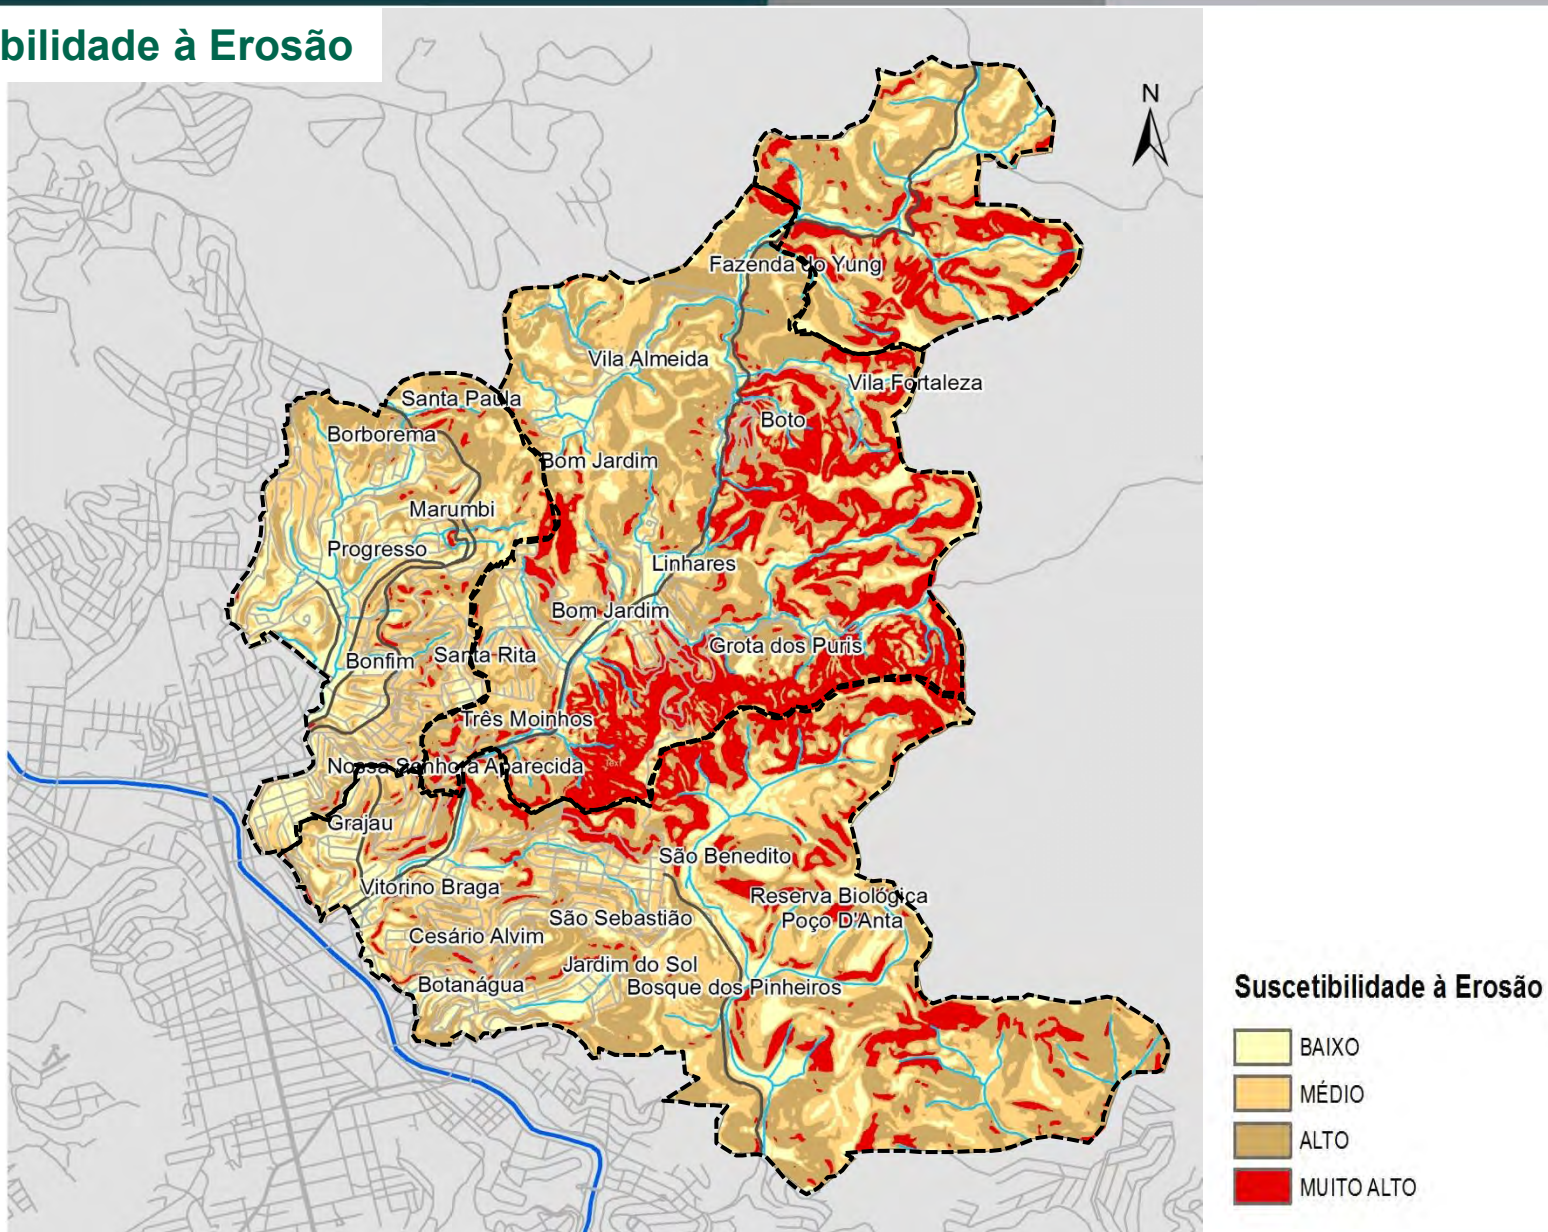 bilidade à Erosão
N
Fazenda do Yung
Vila Almeida
Vila Fortaleza
Santa Paula
Boto
Borborema
Bom Jardim
Marumbi
Progresso
Linhares
Bom Jardim
Grota dos Puris
Bonfim
Santa Rita
Três Moinhos
Nossa Senhora Aparecida
Text
Grajau
São Benedito
Vitorino Braga
Reserva Biológica
Poço D'Anta
São Sebastião
Cesário Alvim
Jardim do Sol
Botanágua
Bosque dos Pinheiros
Suscetibilidade à Erosão
BAIXO
MÉDIO
ALTO
MUITO ALTO